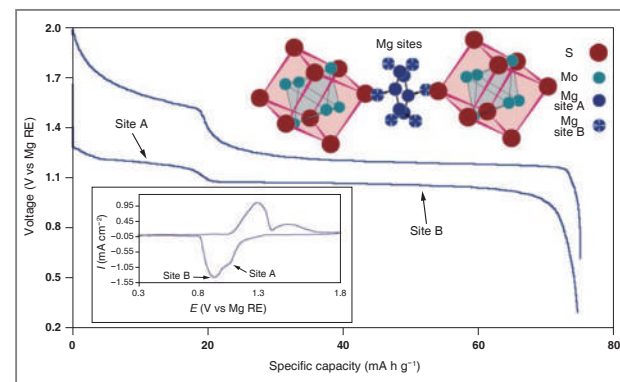 2.0
1.7
1.4
1.1
0.8
0.5
0.2
Voltage (V vs Mg RE)
0
20
40
60
80
Specific capacity (mA h g⁻¹)
Site A
Site B
Mg sites
S
Mo
Mg
site A
Mg
site B
0.95
0.45
−0.05
−0.55
−1.05
−1.55
I (mA cm⁻²)
Site B
Site A
0.3
0.8
1.3
1.8
E (V vs Mg RE)